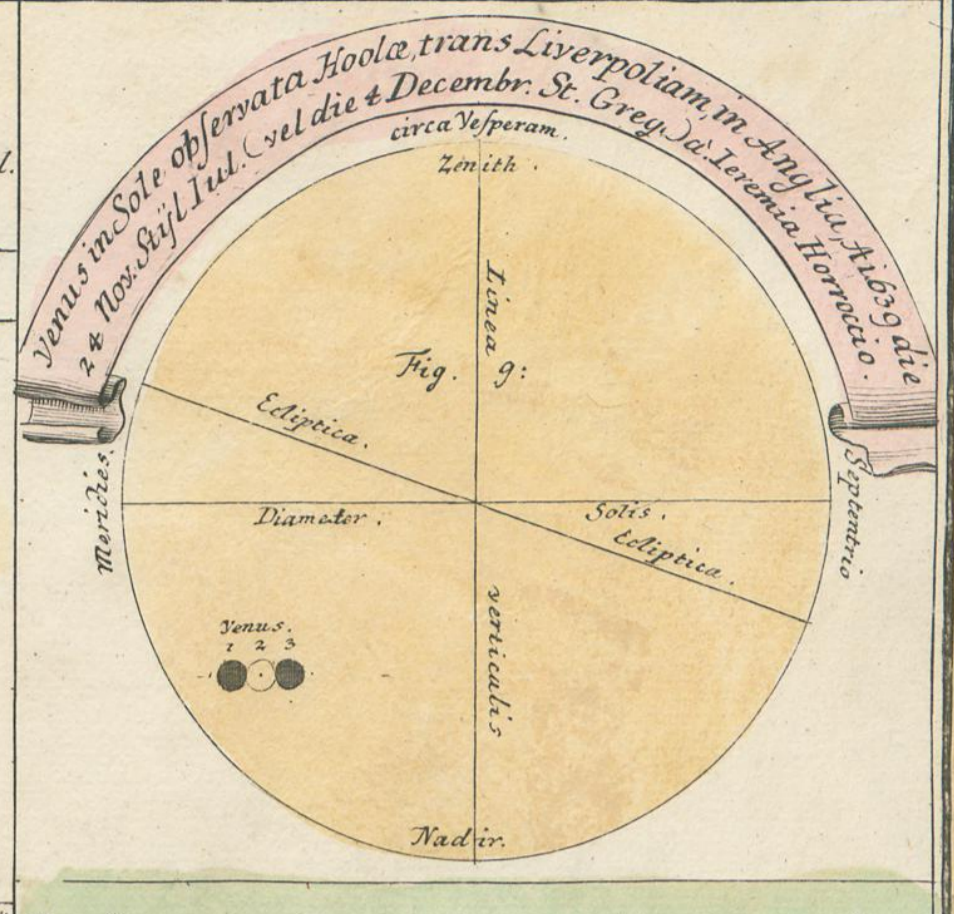 Venus in Sole observata Hoolæ, trans Liverpoliam, in Anglia, A.1639 die
24 Nov. Stijl Iul. (vel die 4 Decembr. St. Greg.) à Ieremia Horroccio.
circa Vesperam.
Zenith.
l.
Linea
Fig. 9:
Ecliptica.
Meridies.
Septentrio
Diameter.
Solis.
Ecliptica.
verticalis
Venus.
1 2 3
Nadir.